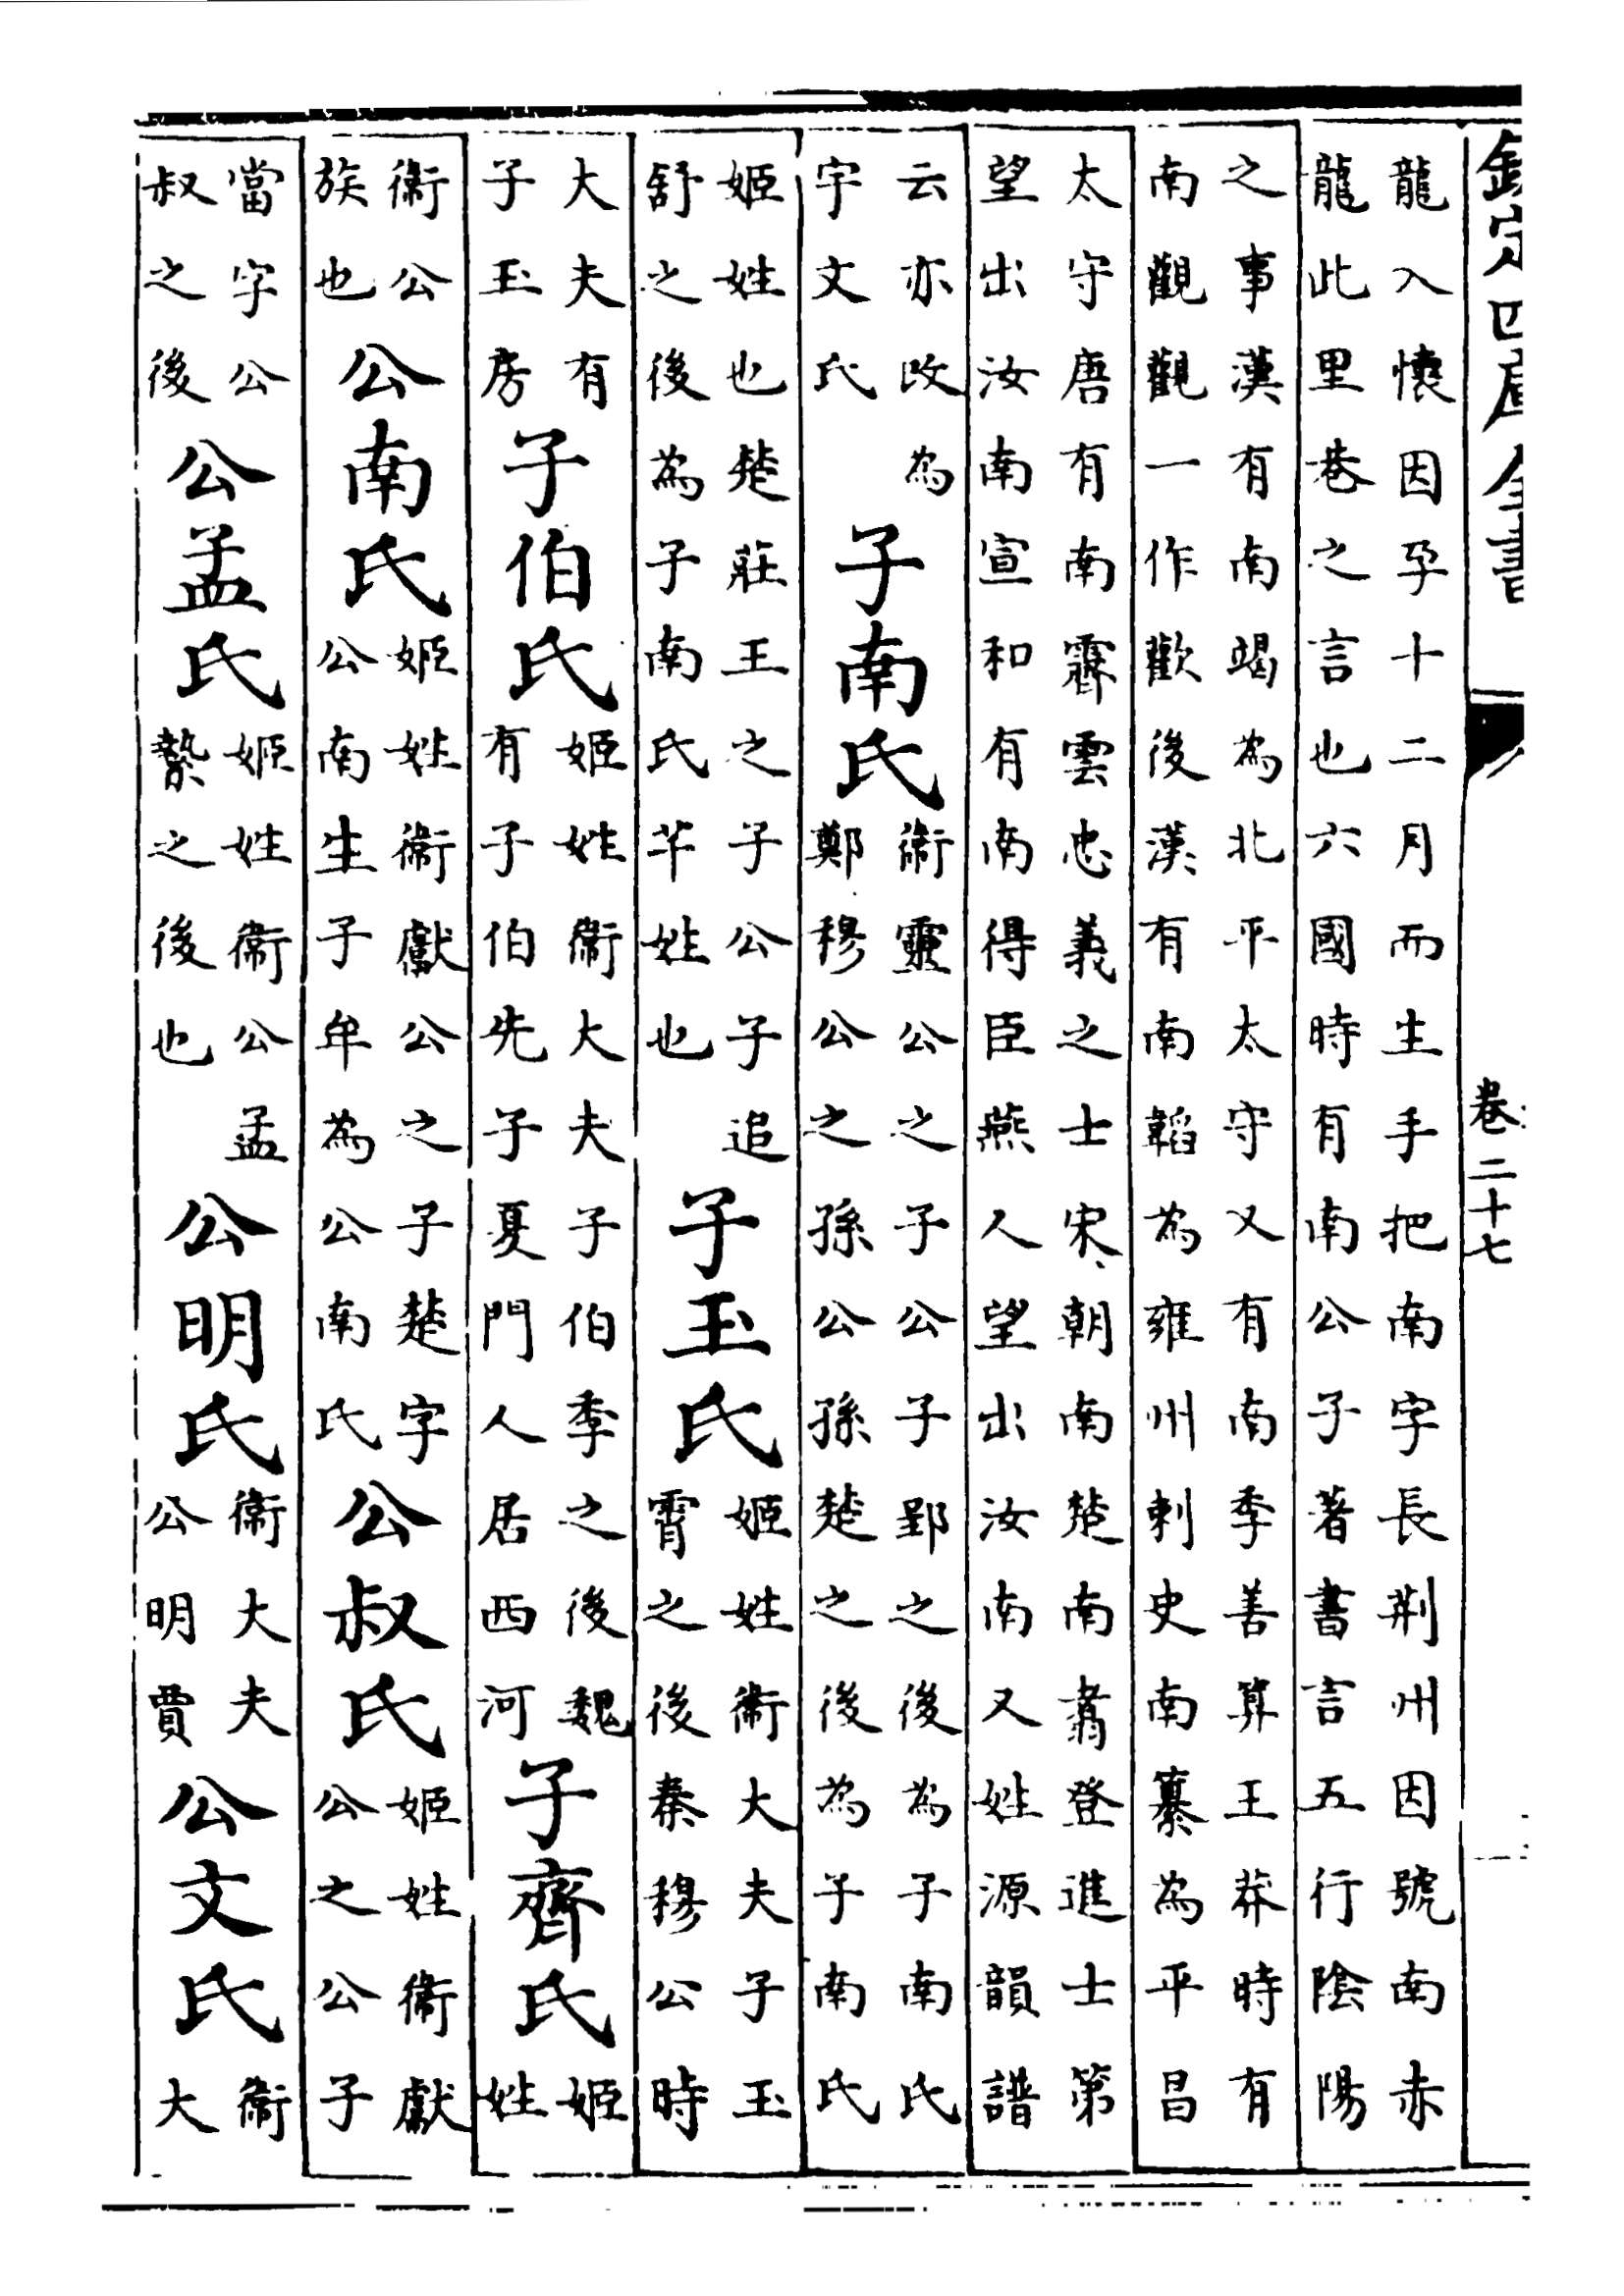 欽定四庫全書
卷二十七
龍入懷因孕十二月而生手把南字長荆州因號南赤
龍此里巷之言也六國時有南公子著書言五行陰陽
之事漢有南竭為北平太守又有南季善算王莽時有
南觀觀一作歡後漢有南韜為雍州刺史南纂為平昌
太守唐有南霽雲忠義之士宋朝南楚南翥登進士第
望出汝南宣和有南得臣燕人望出汝南又姓源韻譜
云亦改為
宇文氏
子南氏
衞靈公之子公子郢之後為子南氏
鄭穆公之孫公孫楚之後為子南氏
姬姓也楚莊王之子公子追
舒之後為子南氏芈姓也
子玉氏
姬姓衞大夫子玉
霄之後秦穆公時
大夫有
子玉房
子伯氏
姬姓衞大夫子伯季之後魏
有子伯先子夏門人居西河
子齊氏
姬
姓
衞公
族也
公南氏
姬姓衞獻公之子楚字
公南生子牟為公南氏
公叔氏
姬姓衞獻
公之公子
當字公
叔之後
公孟氏
姬姓衞公孟
縶之後也
公明氏
衞大夫
公明賈
公文氏
衞
大